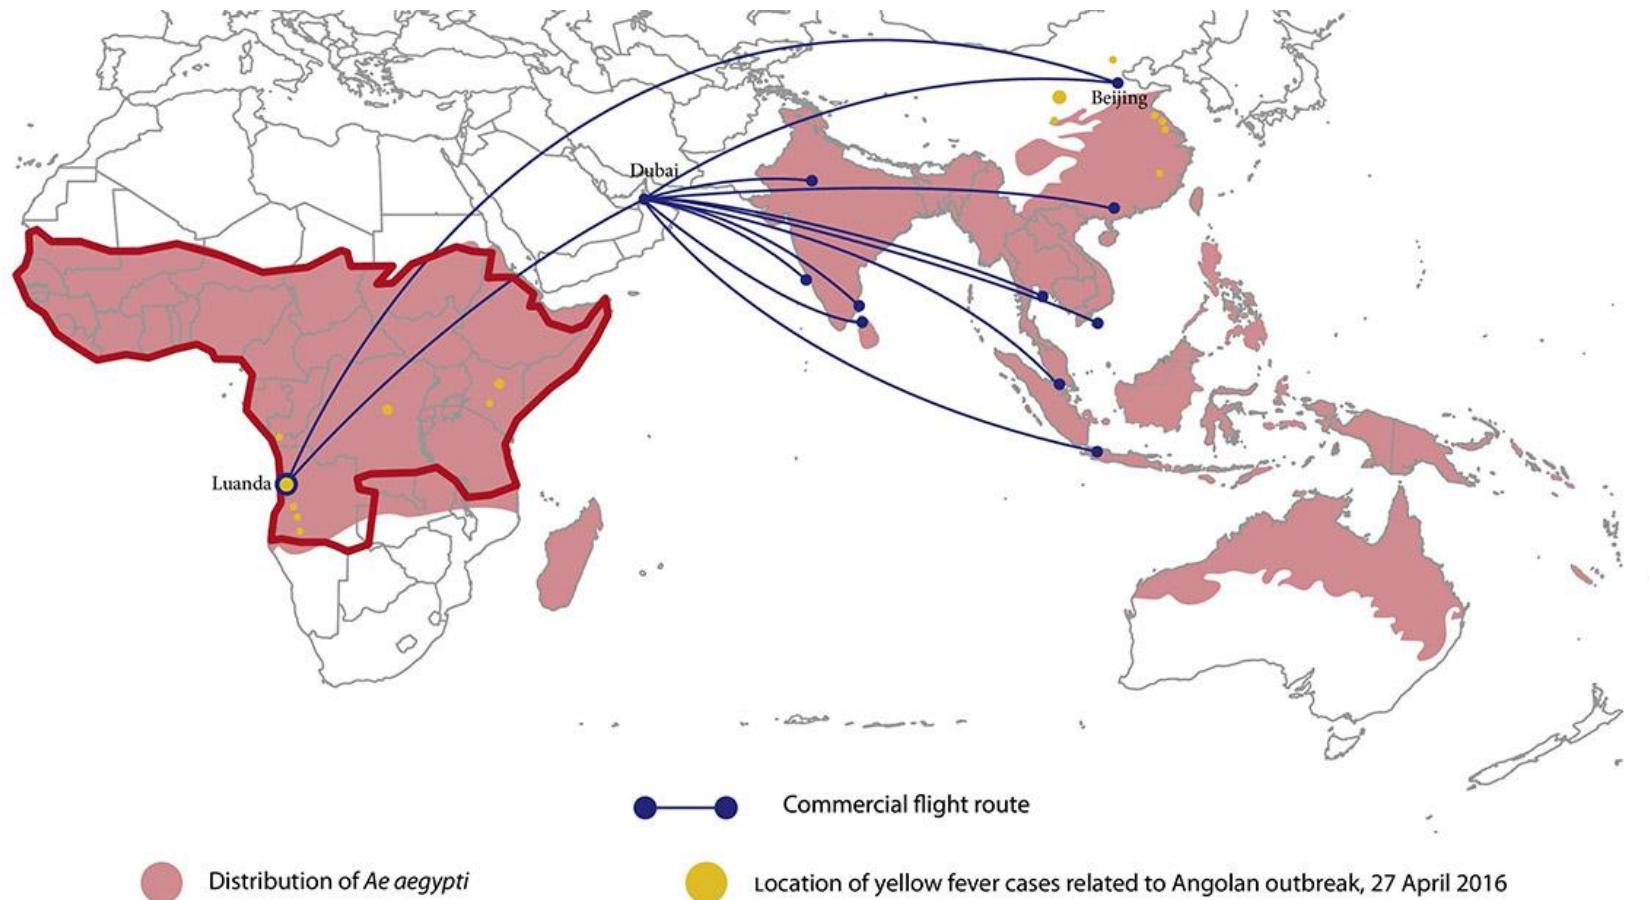 Beijing
Dubai
Luanda
Commercial flight route
Distribution of Ae aegypti
Location of yellow fever cases related to Angolan outbreak, 27 April 2016